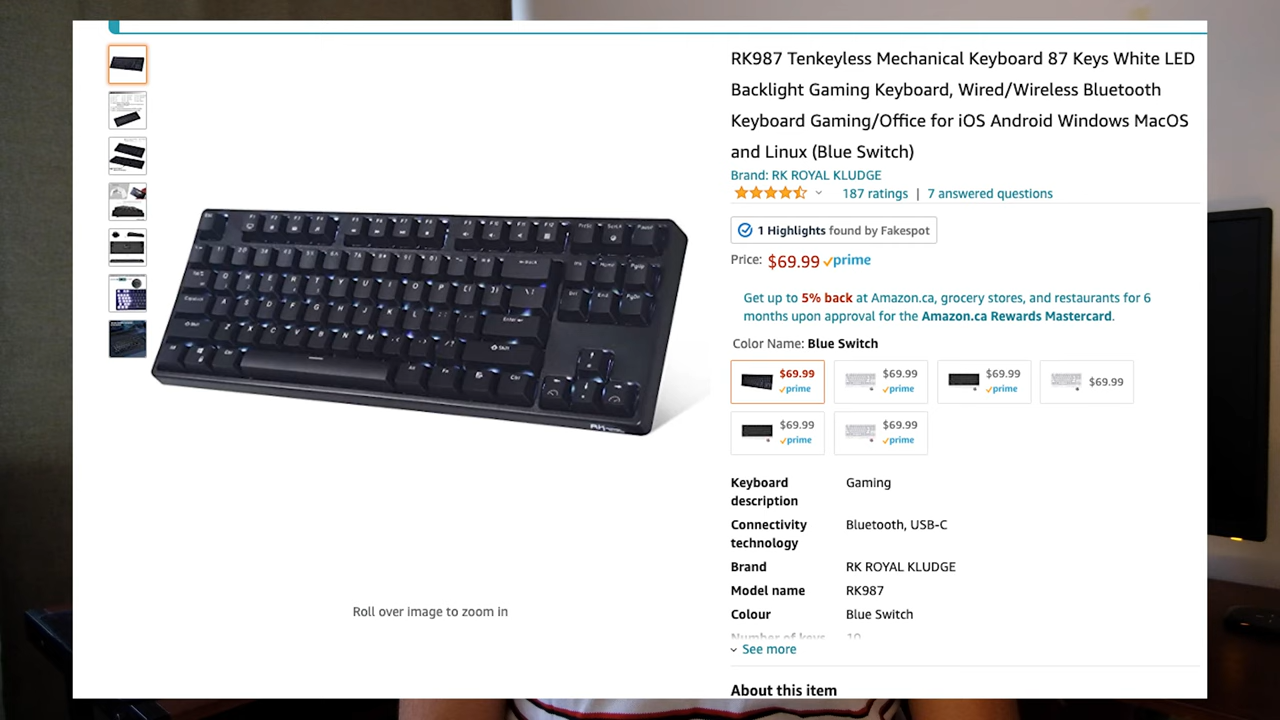 RK987 Tenkeyless Mechanical Keyboard 87 Keys White LED
Backlight Gaming Keyboard, Wired/Wireless Bluetooth
Keyboard Gaming/Office for iOS Android Windows MacOS
and Linux (Blue Switch)
Brand: RK ROYAL KLUDGE
187 ratings | 7 answered questions
1 Highlights found by Fakespot
Price: $69.99 prime
Get up to 5% back at Amazon.ca, grocery stores, and restaurants for 6
months upon approval for the Amazon.ca Rewards Mastercard.
Color Name: Blue Switch
$69.99 prime
$69.99 prime
$69.99 prime
$69.99
$69.99 prime
$69.99 prime
Keyboard description Gaming
Connectivity technology Bluetooth, USB-C
Brand RK ROYAL KLUDGE
Model name RK987
Colour Blue Switch
Number of keys 10
See more
About this item
Roll over image to zoom in